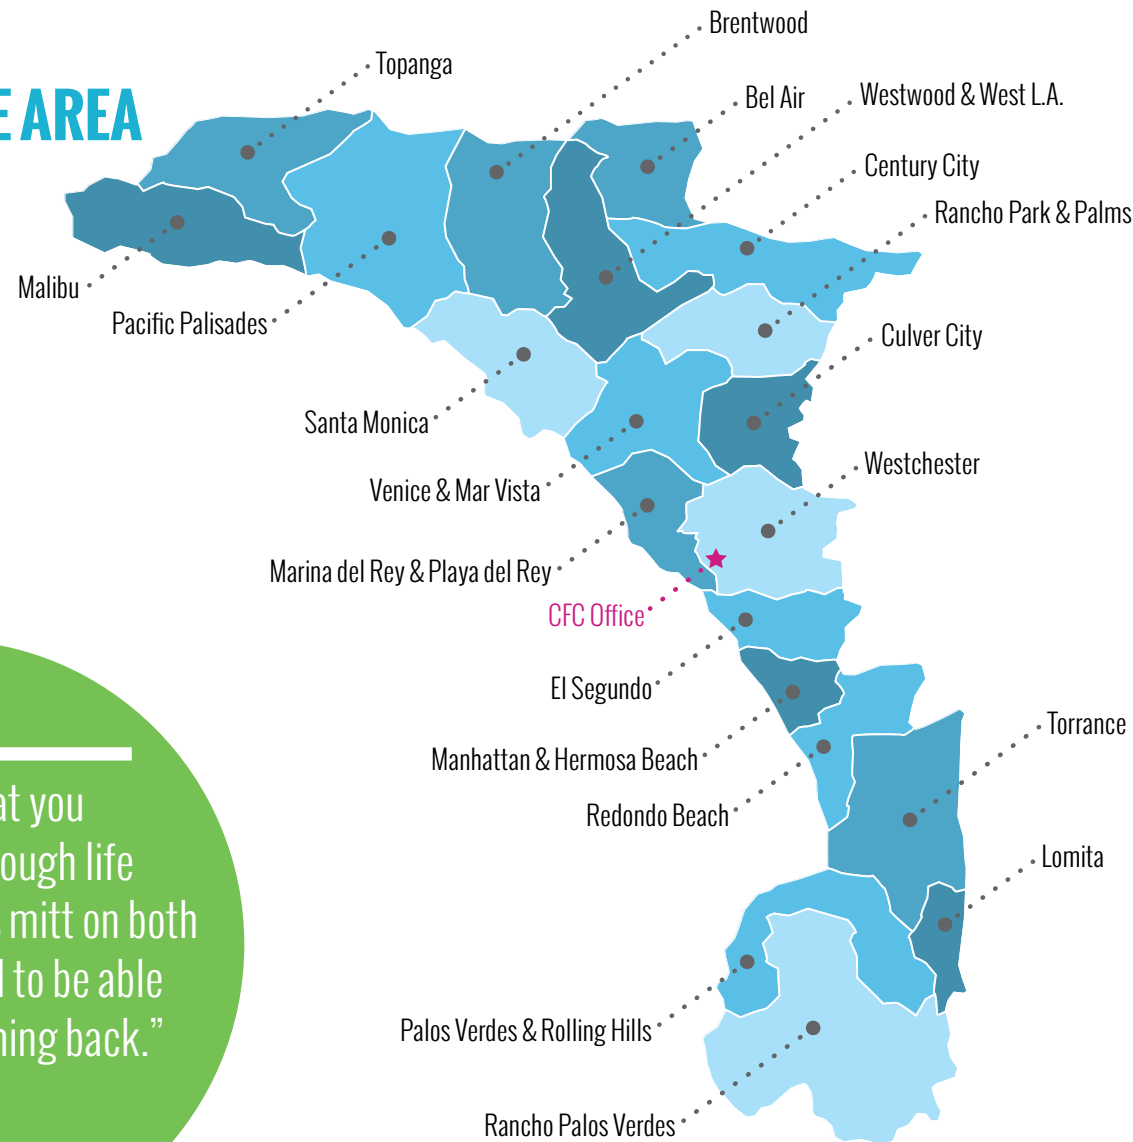 E AREA
Brentwood
Topanga
Bel Air
Westwood & West L.A.
Century City
Rancho Park & Palms
Malibu
Pacific Palisades
Culver City
Santa Monica
Westchester
Venice & Mar Vista
Marina del Rey & Playa del Rey
CFC Office
El Segundo
Manhattan & Hermosa Beach
Torrance
Redondo Beach
Lomita
Palos Verdes & Rolling Hills
Rancho Palos Verdes
at you
ough life
s mitt on both
to be able
ning back.”